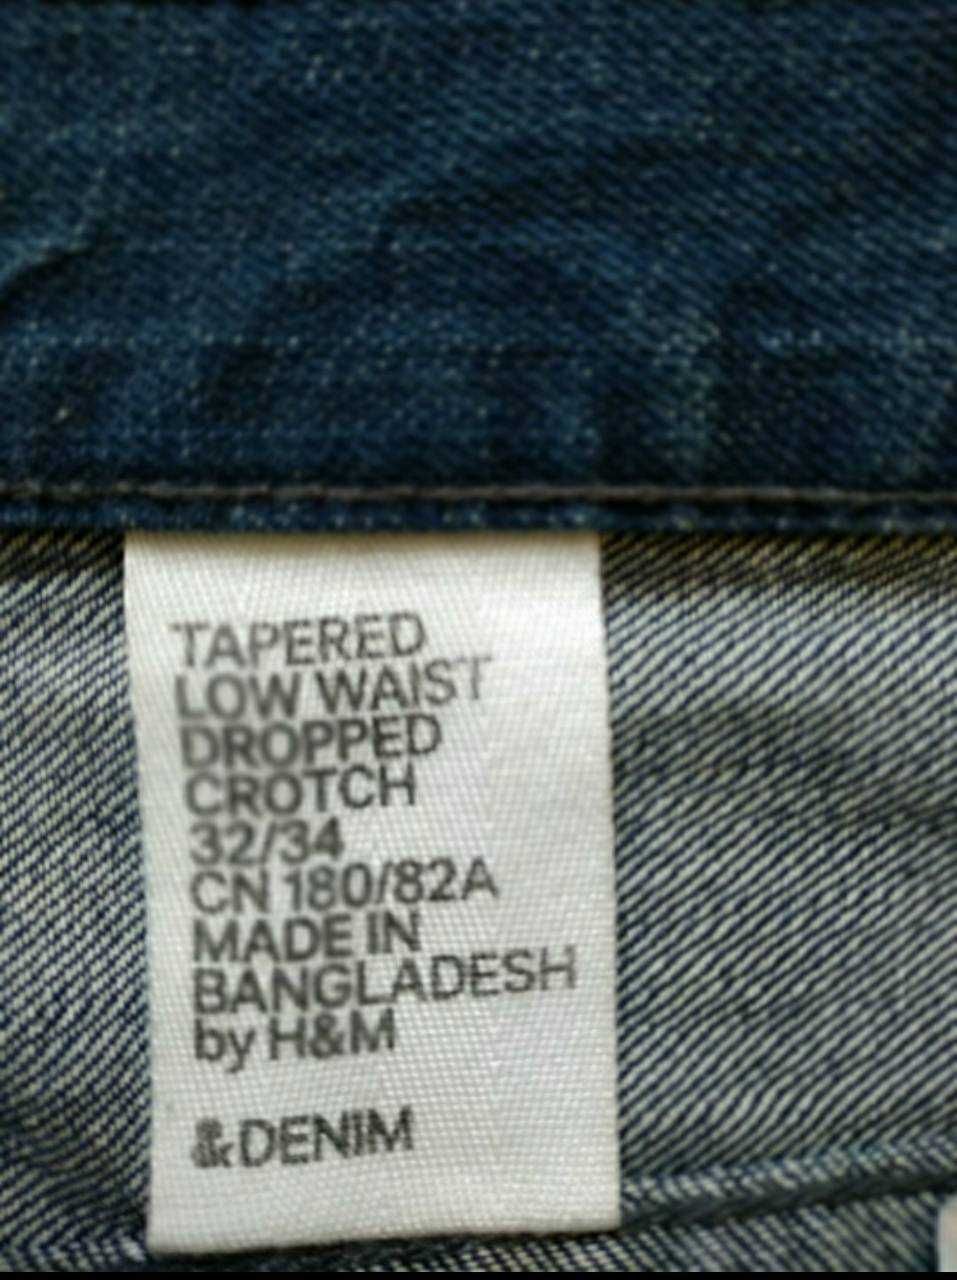 TAPERED
LOW WAIST
DROPPED
CROTCH
32/34
CN 180/82A
MADE IN
BANGLADESH
by H&M
&DENIM